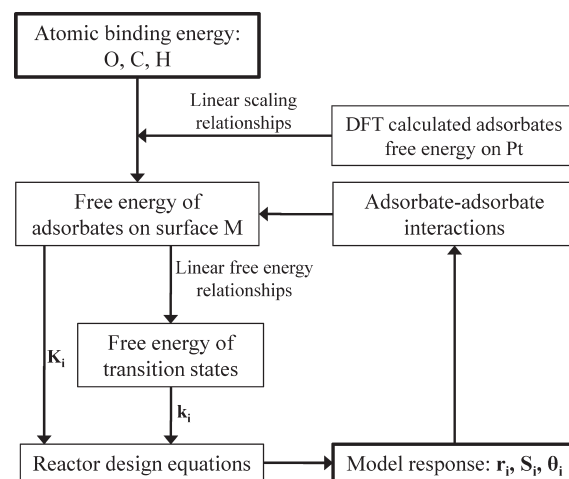 Atomic binding energy:
O, C, H
Linear scaling
relationships
DFT calculated adsorbates
free energy on Pt
Free energy of
adsorbates on surface M
Adsorbate-adsorbate
interactions
Linear free energy
relationships
Free energy of
transition states
Kᵢ
kᵢ
Reactor design equations
Model response: rᵢ, Sᵢ, θᵢ